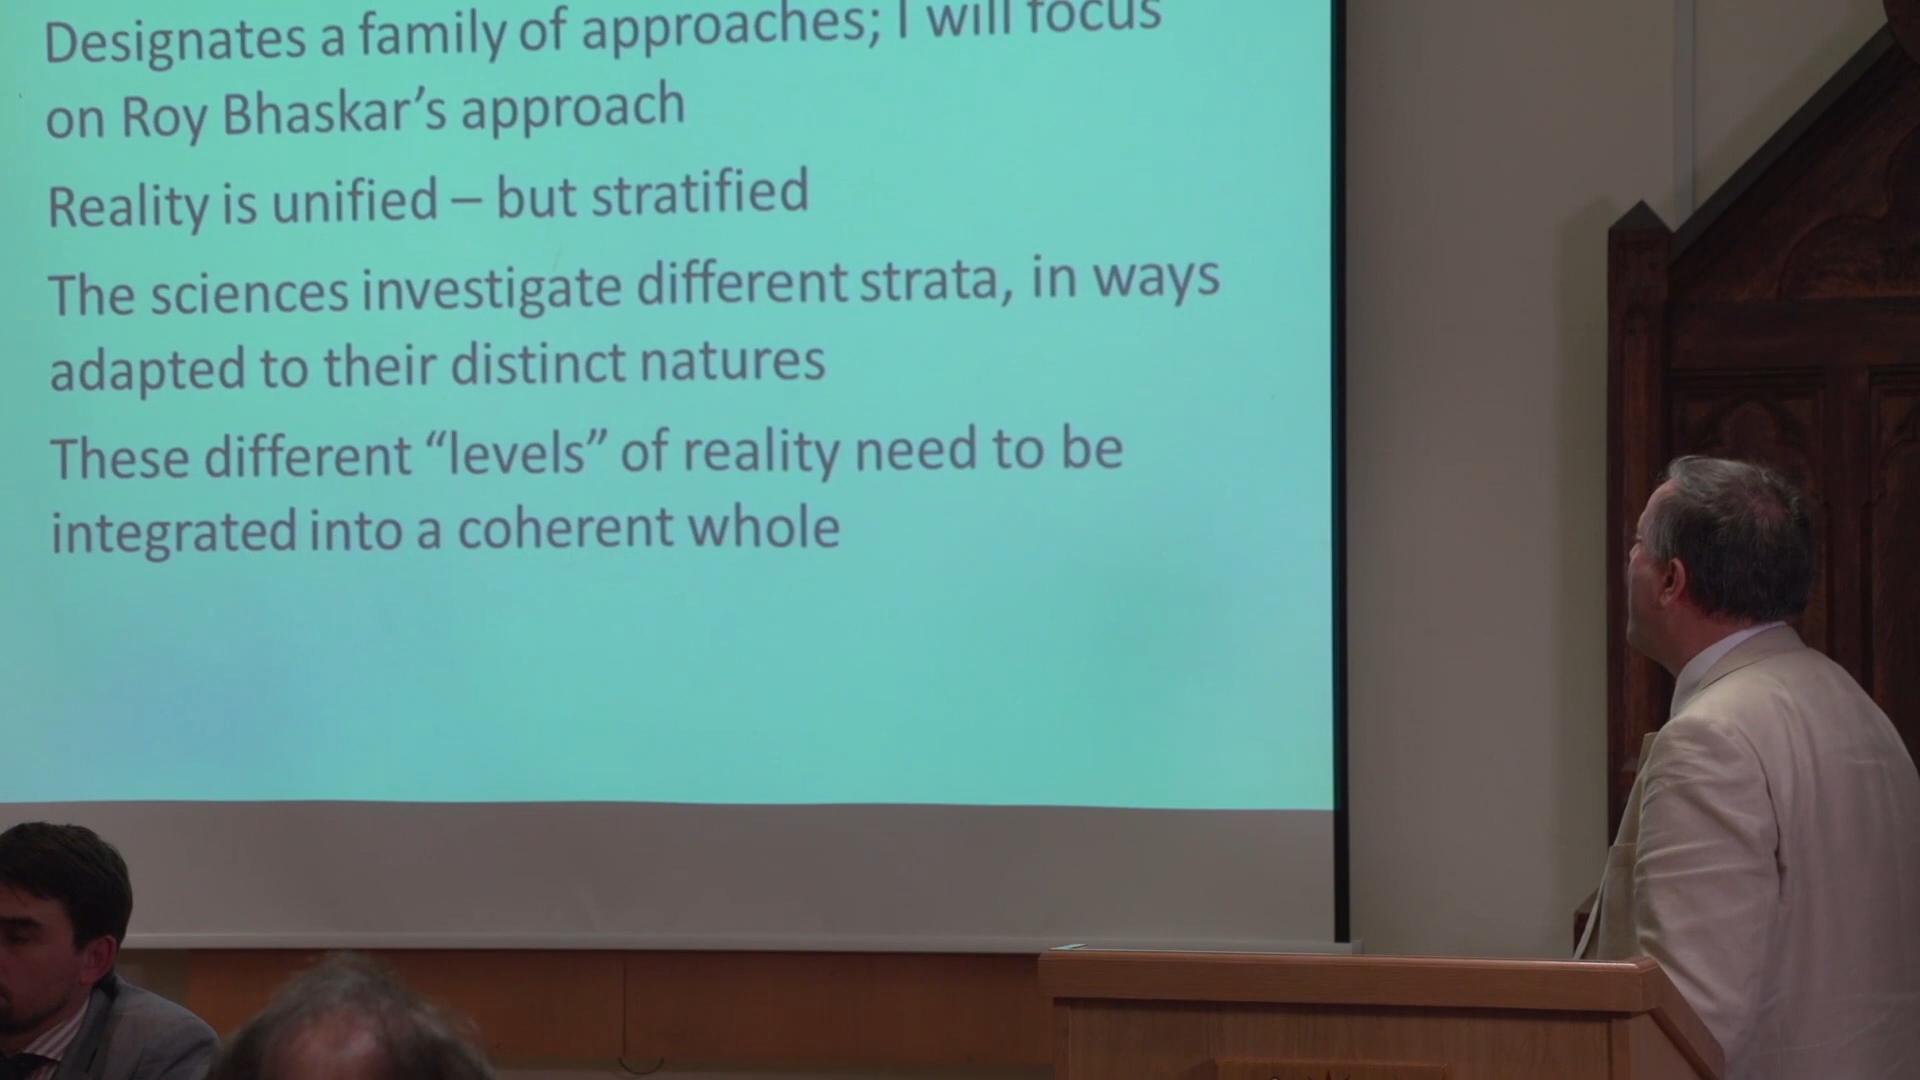 Designates a family of approaches; I will focus
on Roy Bhaskar’s approach
Reality is unified – but stratified
The sciences investigate different strata, in ways
adapted to their distinct natures
These different “levels” of reality need to be
integrated into a coherent whole